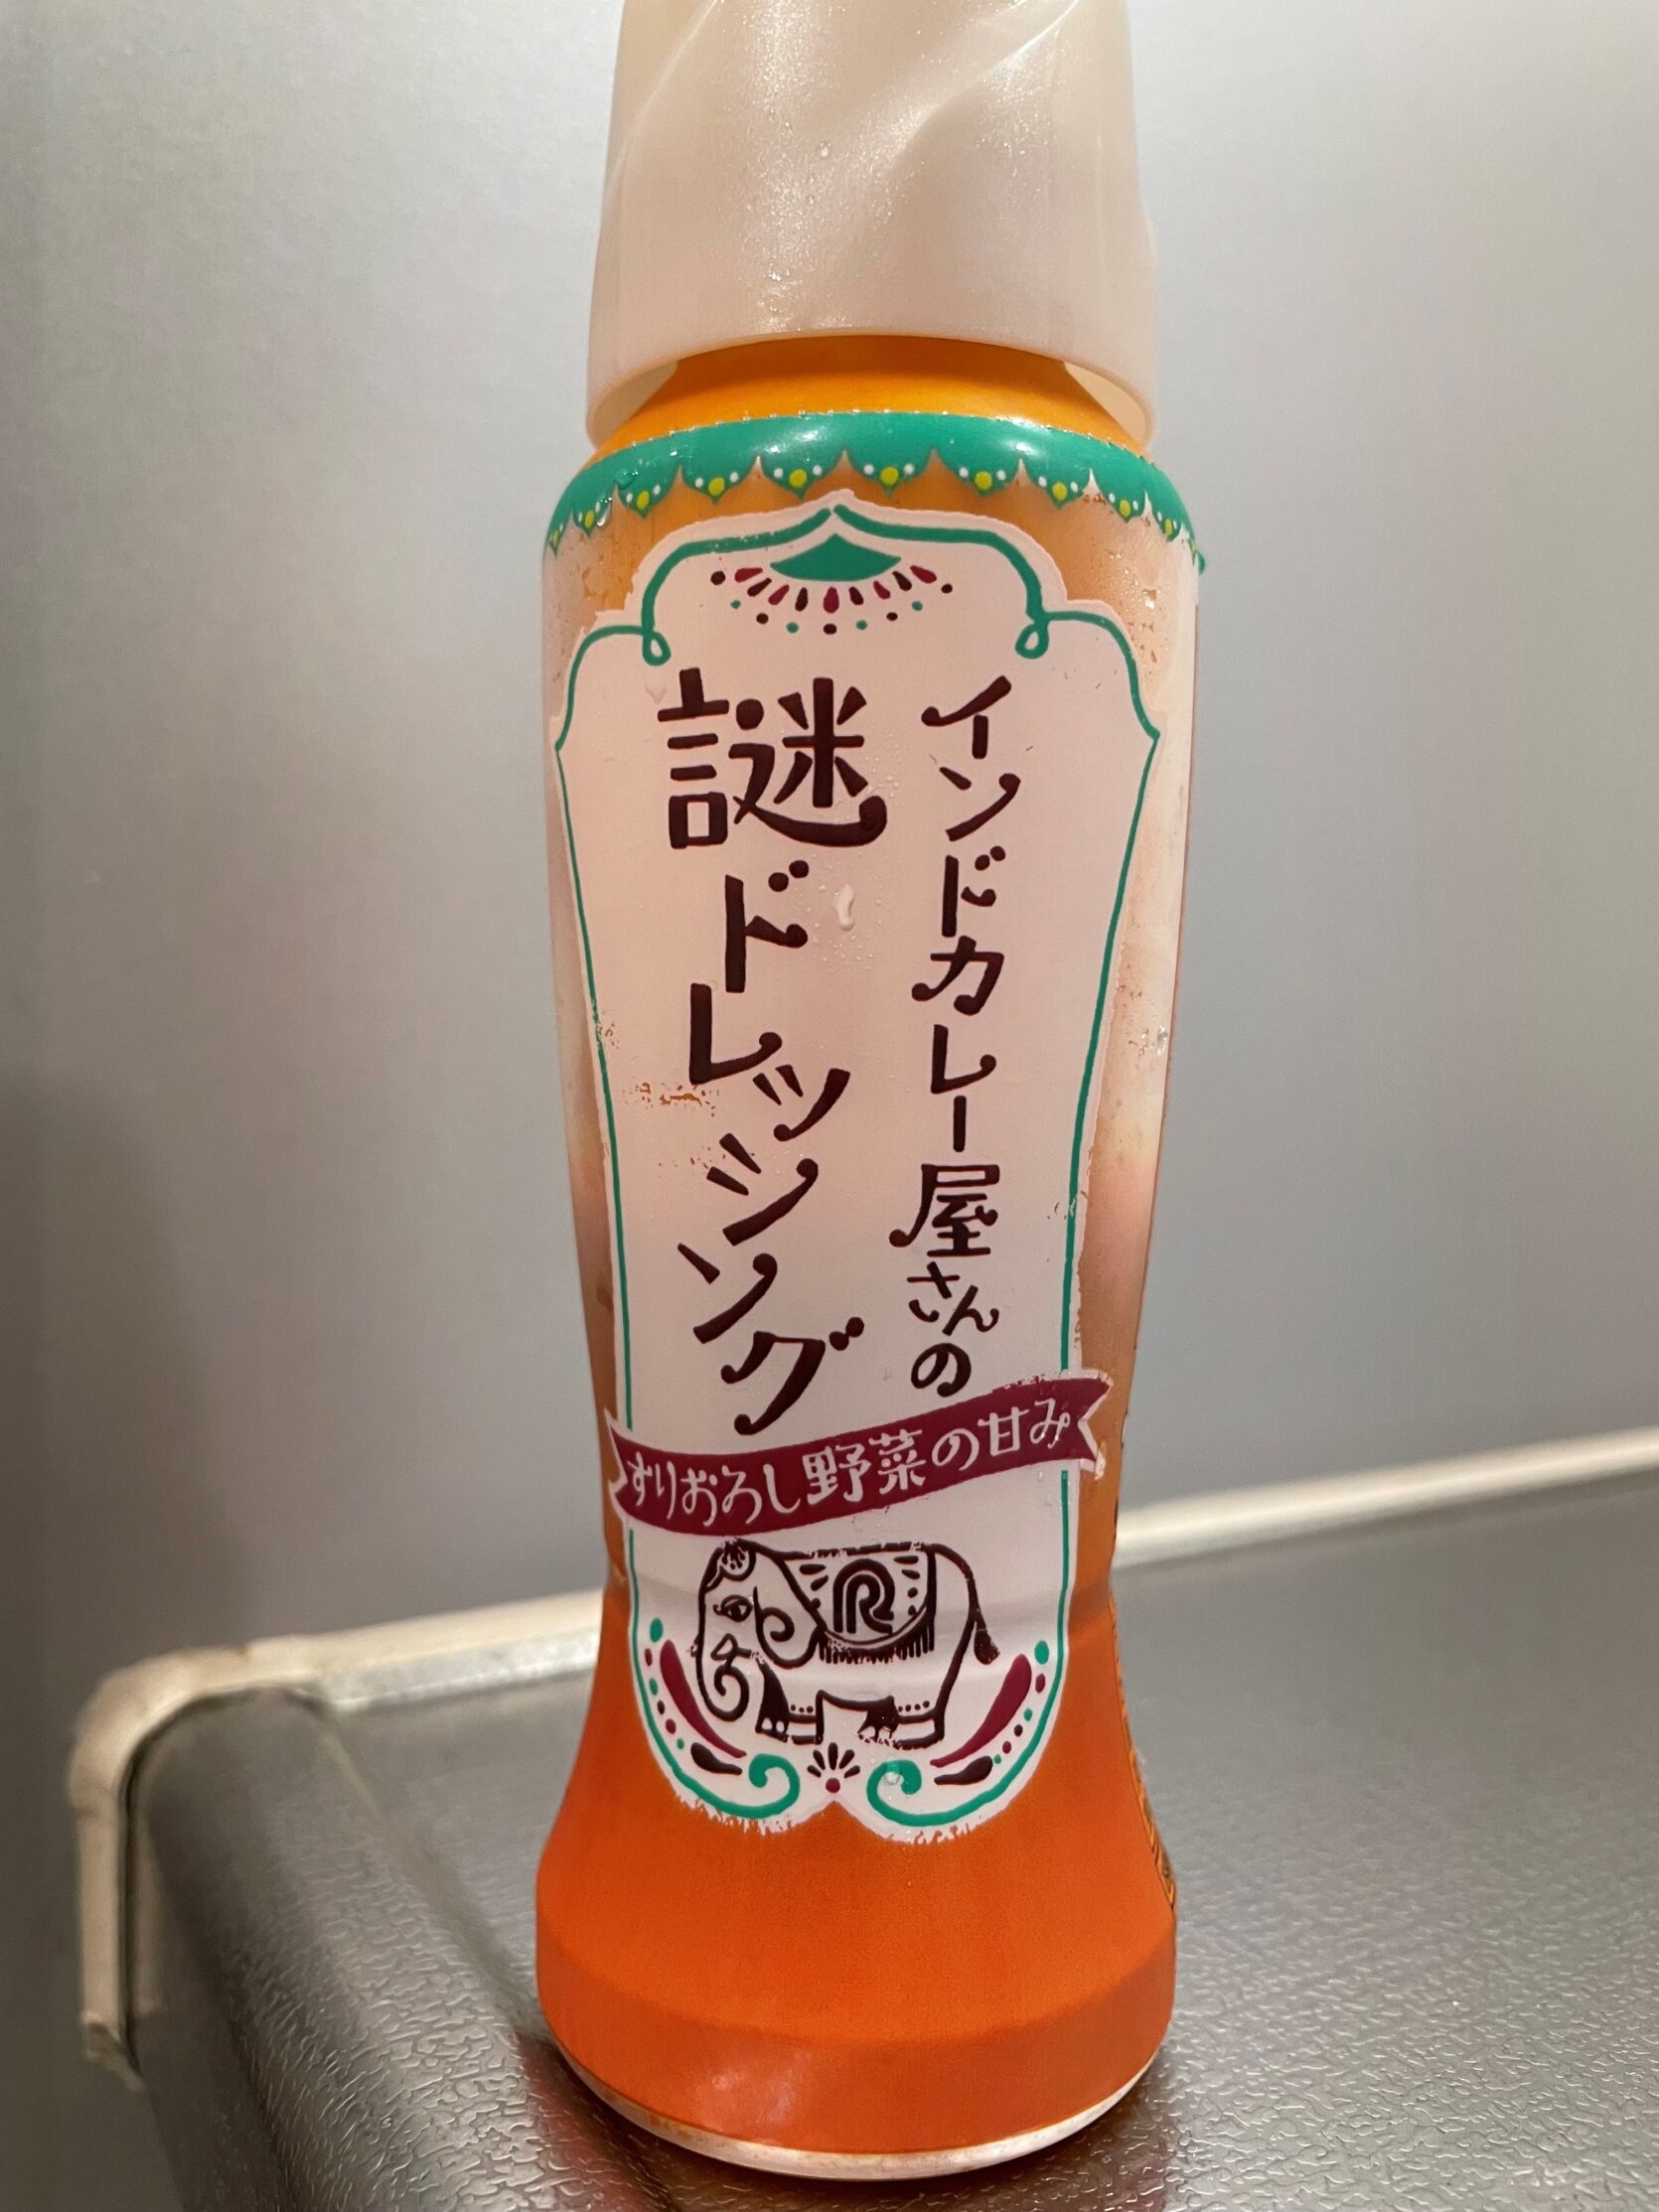 インドカレー屋さんの
謎ドレッシング
すりおろし野菜の甘み
R